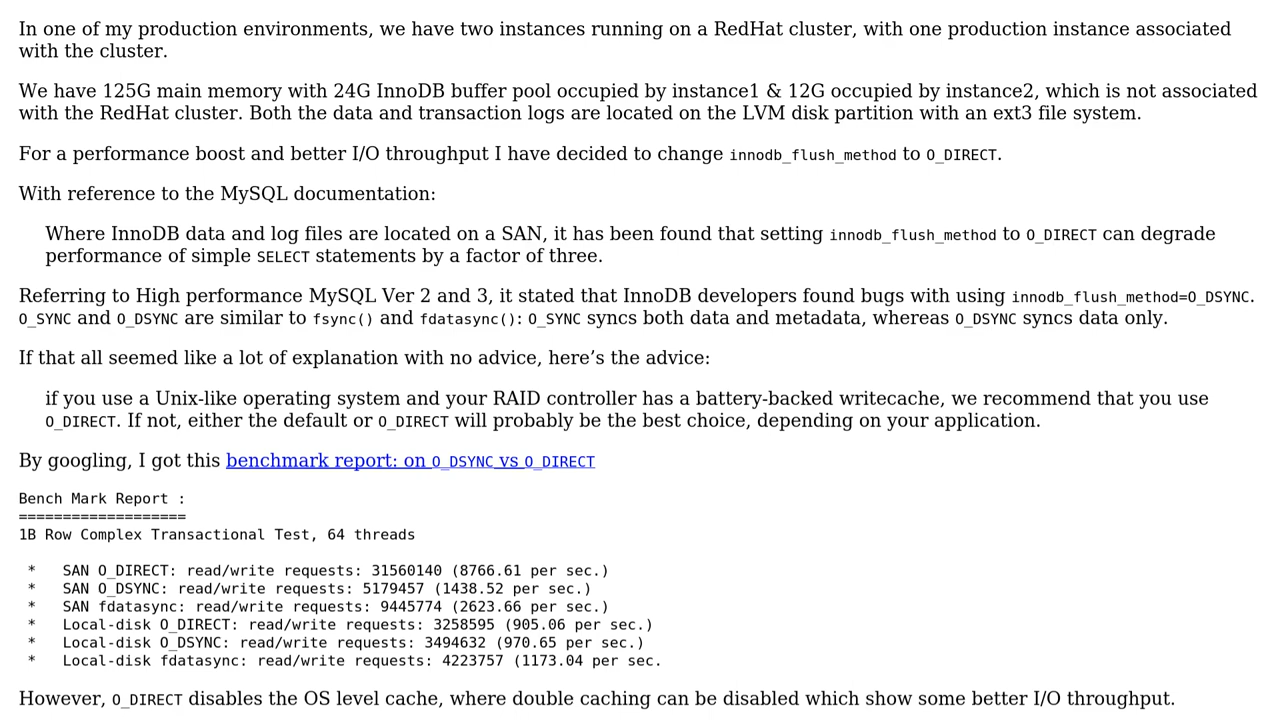 In one of my production environments, we have two instances running on a RedHat cluster, with one production instance associated
with the cluster.
We have 125G main memory with 24G InnoDB buffer pool occupied by instance1 & 12G occupied by instance2, which is not associated
with the RedHat cluster. Both the data and transaction logs are located on the LVM disk partition with an ext3 file system.
For a performance boost and better I/O throughput I have decided to change innodb_flush_method to O_DIRECT.
With reference to the MySQL documentation:
Where InnoDB data and log files are located on a SAN, it has been found that setting innodb_flush_method to O_DIRECT can degrade
performance of simple SELECT statements by a factor of three.
Referring to High performance MySQL Ver 2 and 3, it stated that InnoDB developers found bugs with using innodb_flush_method=O_DSYNC.
O_SYNC and O_DSYNC are similar to fsync() and fdatasync(): O_SYNC syncs both data and metadata, whereas O_DSYNC syncs data only.
If that all seemed like a lot of explanation with no advice, here’s the advice:
if you use a Unix-like operating system and your RAID controller has a battery-backed writecache, we recommend that you use
O_DIRECT. If not, either the default or O_DIRECT will probably be the best choice, depending on your application.
By googling, I got this benchmark report: on O_DSYNC vs O_DIRECT
Bench Mark Report :
===================
1B Row Complex Transactional Test, 64 threads
*   SAN O_DIRECT: read/write requests: 31560140 (8766.61 per sec.)
*   SAN O_DSYNC: read/write requests: 5179457 (1438.52 per sec.)
*   SAN fdatasync: read/write requests: 9445774 (2623.66 per sec.)
*   Local-disk O_DIRECT: read/write requests: 3258595 (905.06 per sec.)
*   Local-disk O_DSYNC: read/write requests: 3494632 (970.65 per sec.)
*   Local-disk fdatasync: read/write requests: 4223757 (1173.04 per sec.
However, O_DIRECT disables the OS level cache, where double caching can be disabled which show some better I/O throughput.